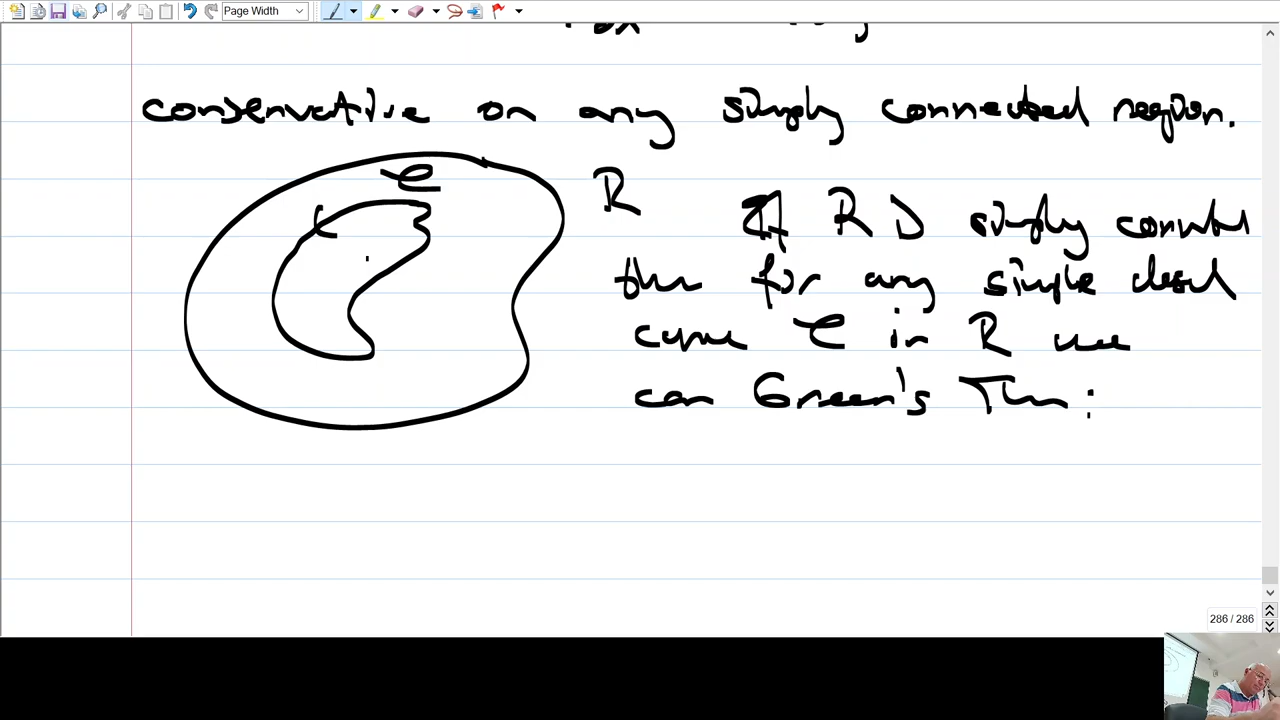 Page Width
conservative on any simply connected region.
C
R
If R is simply connected
then for any simple closed
curve C in R we
can Green's Thm:
286 / 286